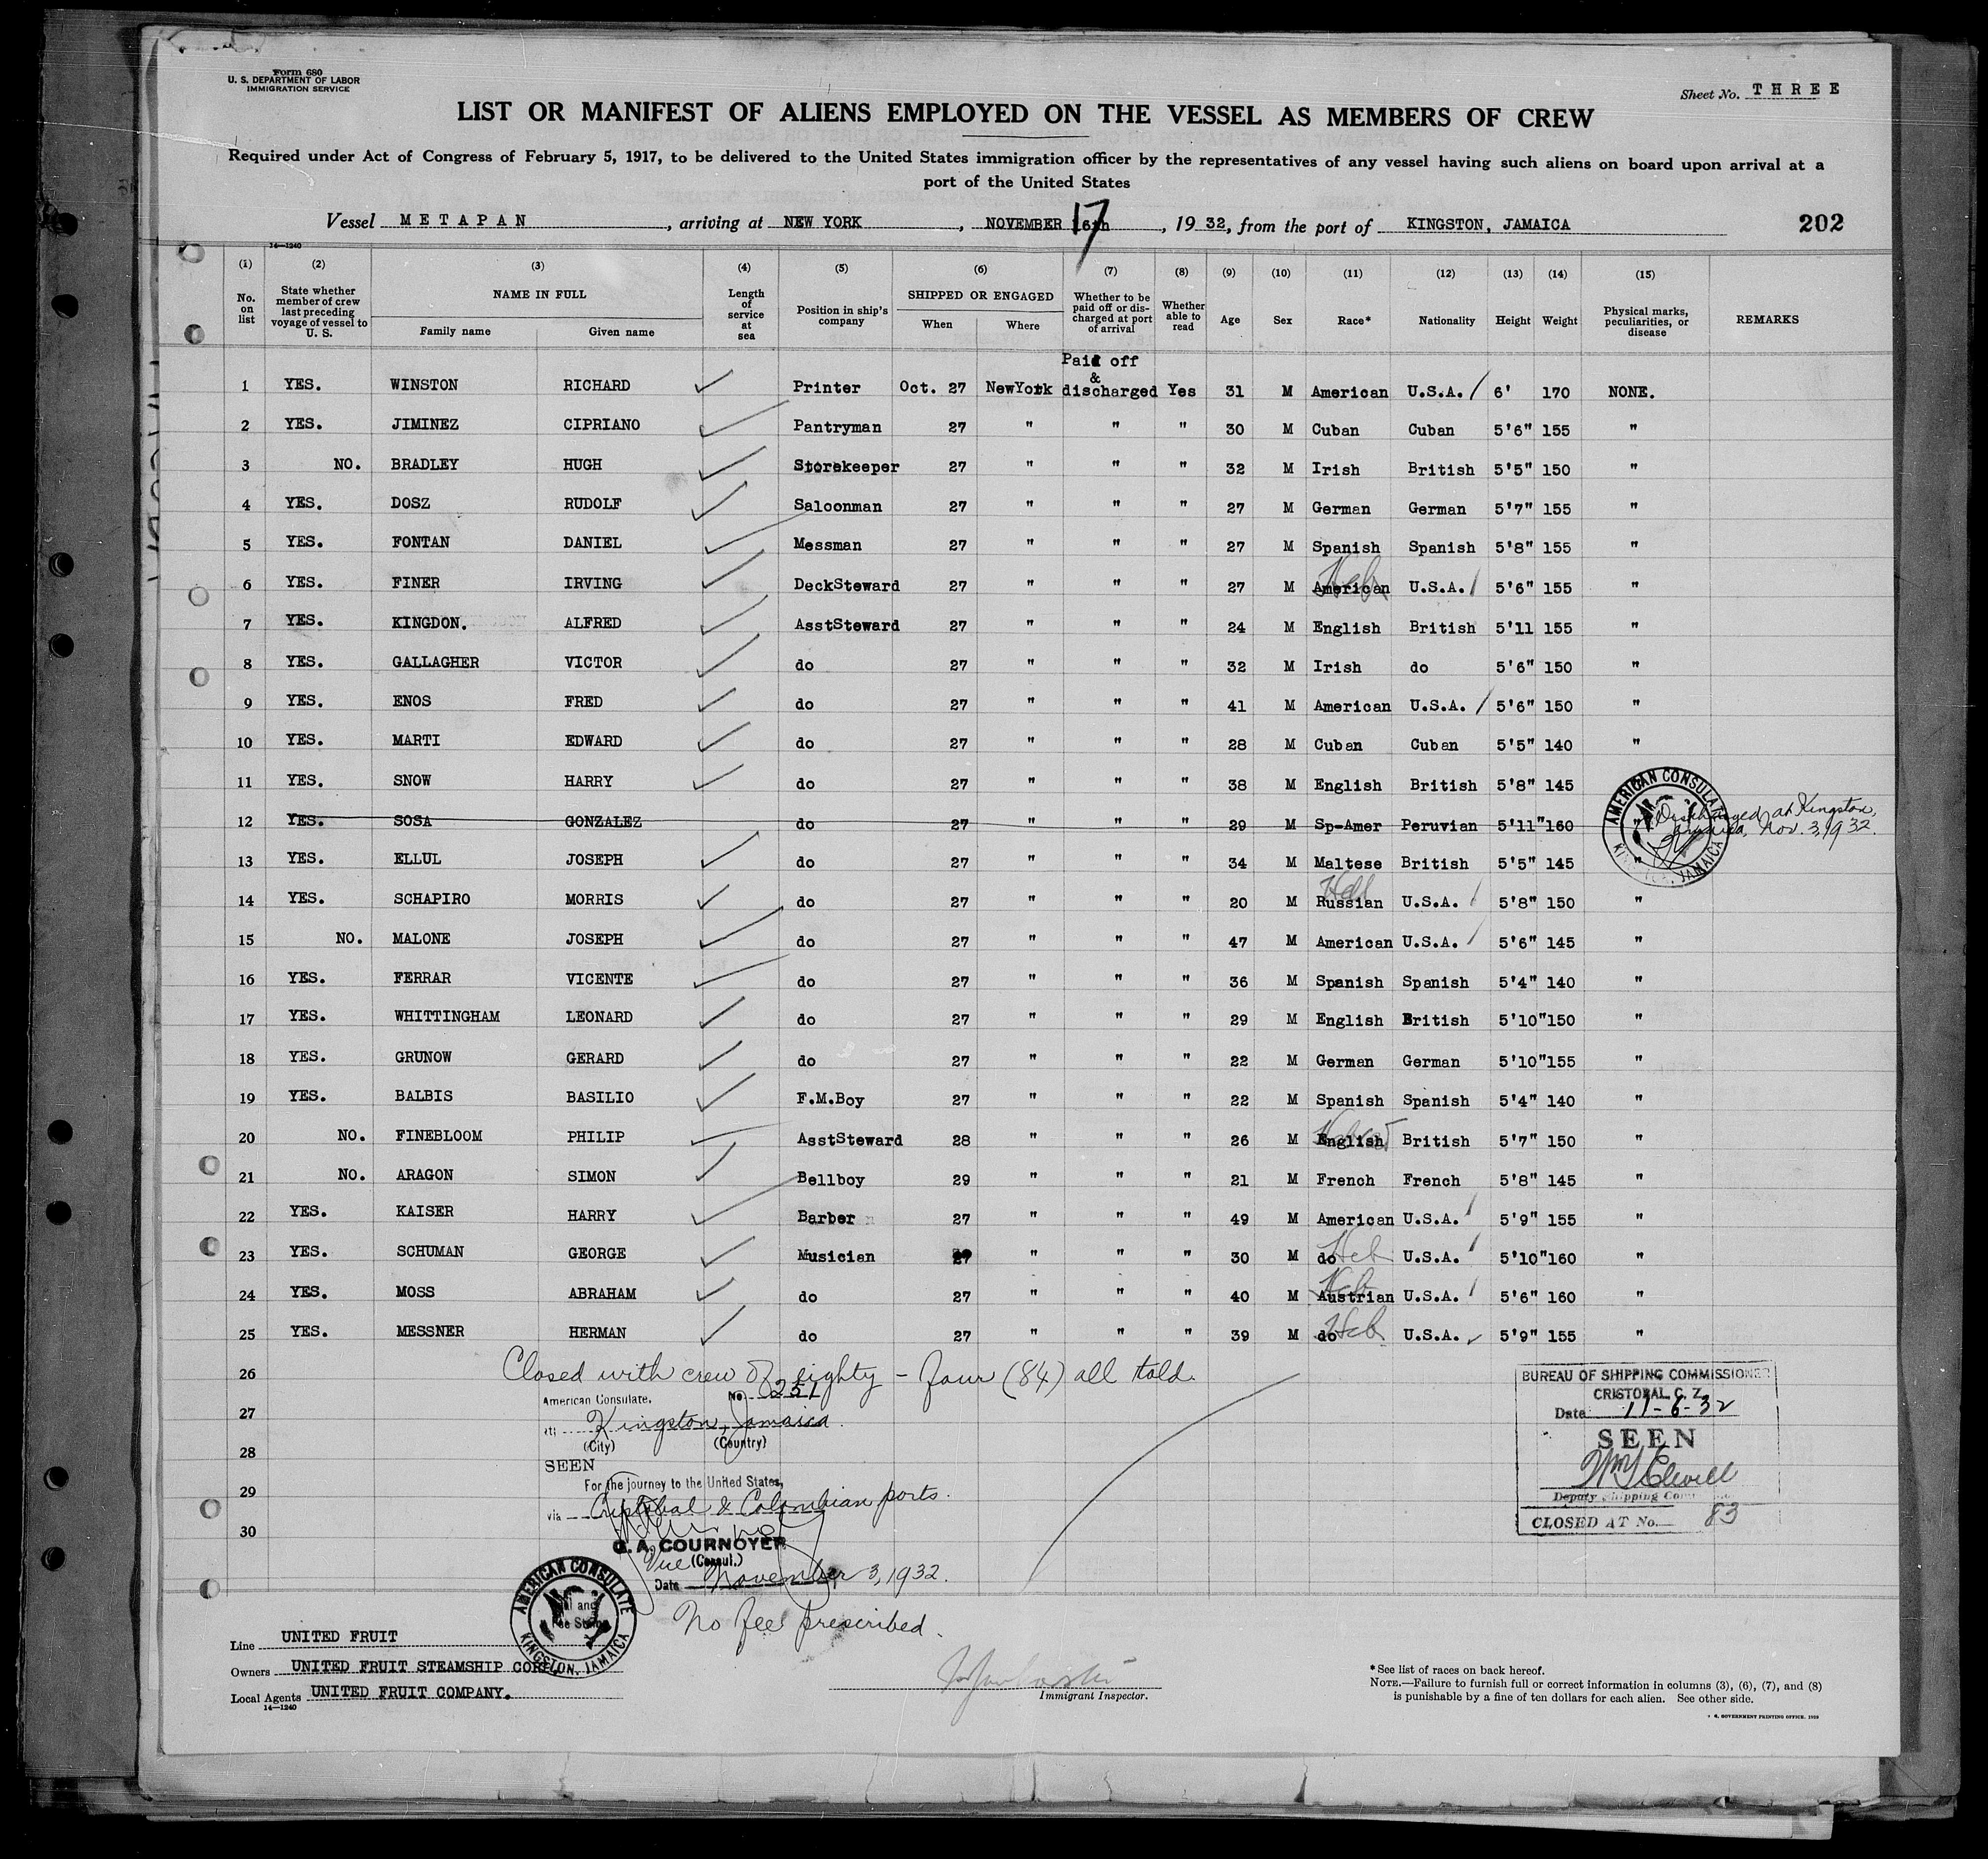 Form 680
U. S. DEPARTMENT OF LABOR
IMMIGRATION SERVICE
Sheet No. THREE
LIST OR MANIFEST OF ALIENS EMPLOYED ON THE VESSEL AS MEMBERS OF CREW
Required under Act of Congress of February 5, 1917, to be delivered to the United States immigration officer by the representatives of any vessel having such aliens on board upon arrival at a
port of the United States
Vessel METAPAN, arriving at NEW YORK, NOVEMBER 16th 17, 1932, from the port of KINGSTON, JAMAICA 202
14—1240
(1) (2) (3) (4) (5) (6) (7) (8) (9) (10) (11) (12) (13) (14) (15)
No. on list State whether member of crew last preceding voyage of vessel to U. S. NAME IN FULL Family name Given name Length of service at sea Position in ship's company SHIPPED OR ENGAGED When Where Whether to be paid off or discharged at port of arrival Whether able to read Age Sex Race* Nationality Height Weight Physical marks, peculiarities, or disease REMARKS
1 YES. WINSTON RICHARD Printer Oct. 27 NewYork Paid off & discharged Yes 31 M American U.S.A. 6' 170 NONE.
2 YES. JIMINEZ CIPRIANO Pantryman 27 " " " 30 M Cuban Cuban 5'6" 155 "
3 NO. BRADLEY HUGH Storekeeper 27 " " " 32 M Irish British 5'5" 150 "
4 YES. DOSZ RUDOLF Saloonman 27 " " " 27 M German German 5'7" 155 "
5 YES. FONTAN DANIEL Messman 27 " " " 27 M Spanish Spanish 5'8" 155 "
6 YES. FINER IRVING DeckSteward 27 " " " 27 M American Heb U.S.A. 5'6" 155 "
7 YES. KINGDON. ALFRED AsstSteward 27 " " " 24 M English British 5'11 155 "
8 YES. GALLAGHER VICTOR do 27 " " " 32 M Irish do 5'6" 150 "
9 YES. ENOS FRED do 27 " " " 41 M American U.S.A. 5'6" 150 "
10 YES. MARTI EDWARD do 27 " " " 28 M Cuban Cuban 5'5" 140 "
11 YES. SNOW HARRY do 27 " " " 38 M English British 5'8" 145
12 YES. SOSA GONZALEZ do 27 " " " 29 M Sp-Amer Peruvian 5'11" 160 " Discharged at Kingston, Jamaica, Nov. 3, 1932.
AMERICAN CONSULATE KINGSTON, JAMAICA
13 YES. ELLUL JOSEPH do 27 " " " 34 M Maltese British 5'5" 145 "
14 YES. SCHAPIRO MORRIS do 27 " " " 20 M Russian Heb U.S.A. 5'8" 150 "
15 NO. MALONE JOSEPH do 27 " " " 47 M American U.S.A. 5'6" 145 "
16 YES. FERRAR VICENTE do 27 " " " 36 M Spanish Spanish 5'4" 140 "
17 YES. WHITTINGHAM LEONARD do 27 " " " 29 M English British 5'10" 150 "
18 YES. GRUNOW GERARD do 27 " " " 22 M German German 5'10" 155 "
19 YES. BALBIS BASILIO F.M.Boy 27 " " " 22 M Spanish Spanish 5'4" 140 "
20 NO. FINEBLOOM PHILIP AsstSteward 28 " " " 26 M English British 5'7" 150 "
21 NO. ARAGON SIMON Bellboy 29 " " " 21 M French French 5'8" 145 "
22 YES. KAISER HARRY Barber 27 " " " 49 M American U.S.A. 5'9" 155 "
23 YES. SCHUMAN GEORGE Musician 27 " " " 30 M do Heb U.S.A. 5'10" 160 "
24 YES. MOSS ABRAHAM do 27 " " " 40 M Austrian Heb U.S.A. 5'6" 160 "
25 YES. MESSNER HERMAN do 27 " " " 39 M do Heb U.S.A. 5'9" 155 "
26 Closed with crew of eighty-four (84) all told.
27
28
29
30
American Consulate, No. 251
at Kingston, Jamaica.
(City) (Country)
SEEN
For the journey to the United States,
via Cristobal & Colombian ports.
G. A. COURNOYER
Vice (Consul.)
Date November 3, 1932.
No fee prescribed.
AMERICAN CONSULATE KINGSTON, JAMAICA
BUREAU OF SHIPPING COMMISSIONER
CRISTOBAL, C. Z.
Date 11-6-32
SEEN
Deputy Shipping
CLOSED AT No. 83
Line UNITED FRUIT
Owners UNITED FRUIT STEAMSHIP CORP
Local Agents UNITED FRUIT COMPANY.
14—1240
Immigrant Inspector.
*See list of races on back hereof.
NOTE.—Failure to furnish full or correct information in columns (3), (6), (7), and (8)
is punishable by a fine of ten dollars for each alien. See other side.
GOVERNMENT PRINTING OFFICE: 1928